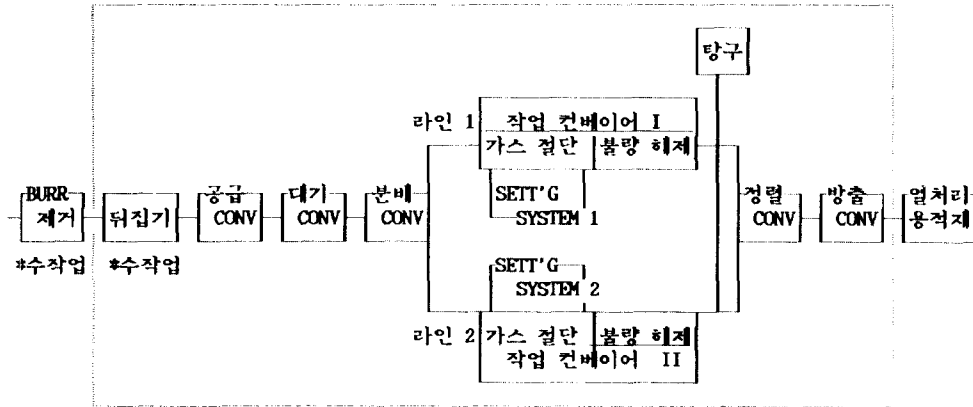 탕구
라인 1
작업 컨베이어 I
가스 절단 불량 해제
SETT'G
SYSTEM 1
BURR
제거
*수작업
뒤집기
*수작업
공급
CONV
대기
CONV
분배
CONV
정렬
CONV
방출
CONV
열처리
용적재
SETT'G
SYSTEM 2
라인 2
가스 절단 불량 해제
작업 컨베이어 II